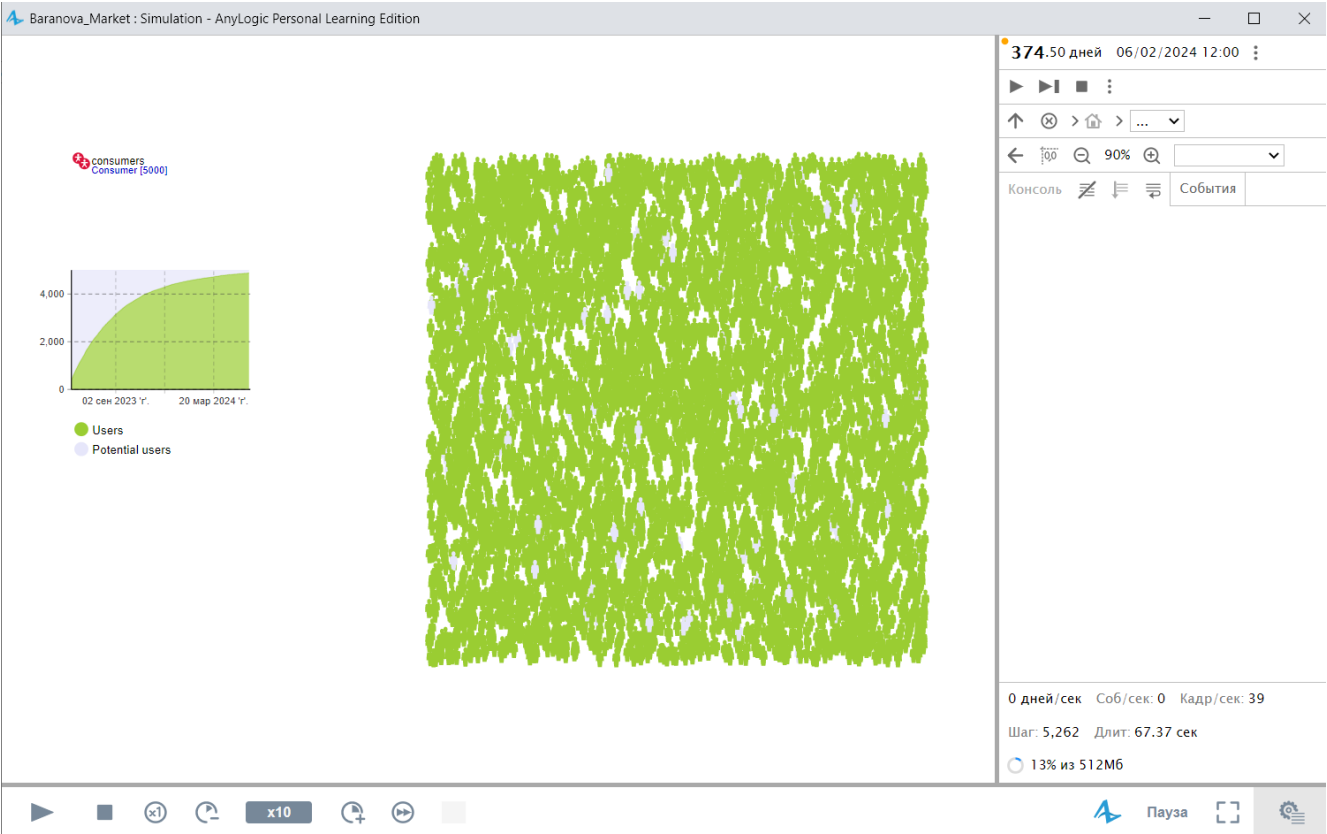 Baranova_Market : Simulation - AnyLogic Personal Learning Edition
374.50 дней 06/02/2024 12:00
...
90%
Консоль События
consumers
Consumer [5000]
4,000
2,000
0
02 сен 2023 'г'. 20 мар 2024 'г'.
Users
Potential users
0 дней/сек Соб/сек: 0 Кадр/сек: 39
Шаг: 5,262 Длит: 67.37 сек
13% из 512Мб
x1 x10 Пауза